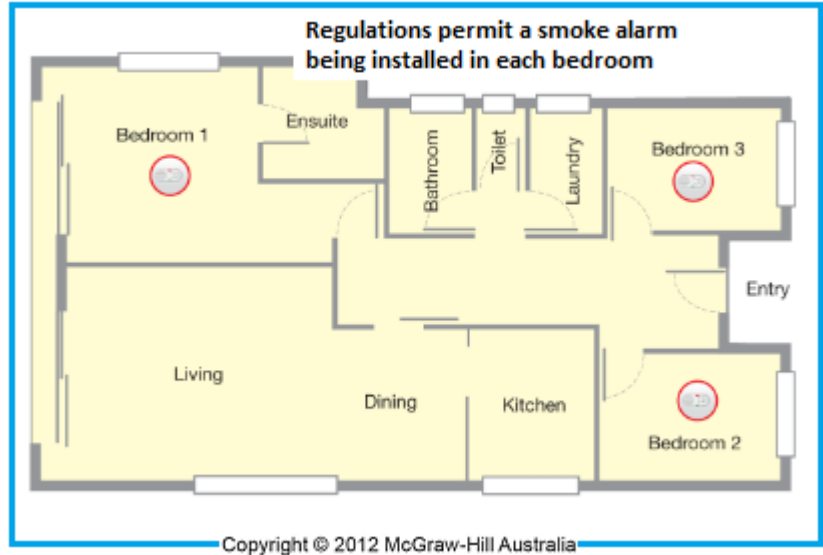 Regulations permit a smoke alarm
being installed in each bedroom
Bedroom 1
Ensuite
Bathroom
Toilet
Laundry
Bedroom 3
Entry
Living
Dining
Kitchen
Bedroom 2
Copyright © 2012 McGraw-Hill Australia